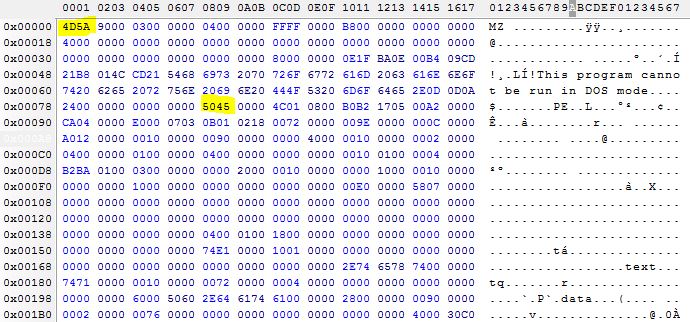 0001 0203 0405 0607 0809 0A0B 0C0D 0E0F 1011 1213 1415 1617 0123456789ABCDEF01234567
0x00000 4D5A 9000 0300 0000 0400 0000 FFFF 0000 B800 0000 0000 0000 MZ..........ÿÿ..¸.......
0x00018 4000 0000 0000 0000 0000 0000 0000 0000 0000 0000 0000 0000 @.......................
0x00030 0000 0000 0000 0000 0000 0000 8000 0000 0E1F BA0E 00B4 09CD ..................º..´.Í
0x00048 21B8 014C CD21 5468 6973 2070 726F 6772 616D 2063 616E 6E6F !¸.LÍ!This program canno
0x00060 7420 6265 2072 756E 2069 6E20 444F 5320 6D6F 6465 2E0D 0D0A t be run in DOS mode....
0x00078 2400 0000 0000 0000 5045 0000 4C01 0800 B0B2 1705 00A2 0000 $.......PE..L...°²...¢..
0x00090 CA04 0000 E000 0703 0B01 0218 0072 0000 009E 0000 000C 0000 Ê...à........r..........
0x000A8 A012 0000 0010 0000 0090 0000 0000 4000 0010 0000 0002 0000 ..............@.........
0x000C0 0400 0000 0100 0000 0400 0000 0000 0000 0010 0100 0004 0000
0x000D8 B2BA 0100 0300 0000 0000 2000 0010 0000 0000 1000 0010 0000 ²º
0x000F0 0000 0000 1000 0000 0000 0000 0000 0000 00E0 0000 5807 0000 .................à..X...
0x00108 0000 0000 0000 0000 0000 0000 0000 0000 0000 0000 0000 0000 ........................
0x00120 0000 0000 0000 0000 0000 0000 0000 0000 0000 0000 0000 0000 ........................
0x00138 0000 0000 0000 0000 0400 0100 1800 0000 0000 0000 0000 0000 ........................
0x00150 0000 0000 0000 0000 74E1 0000 1001 0000 0000 0000 0000 0000 ........tá..............
0x00168 0000 0000 0000 0000 0000 0000 0000 0000 2E74 6578 7400 0000 .................text...
0x00180 7471 0000 0010 0000 0072 0000 0004 0000 0000 0000 0000 0000 tq.......r..............
0x00198 0000 0000 6000 5060 2E64 6174 6100 0000 2800 0000 0090 0000 ....`.P`.data...(.......
0x001B0 0002 0000 0076 0000 0000 0000 0000 0000 0000 0000 4000 30C0 .....v..............@.0À